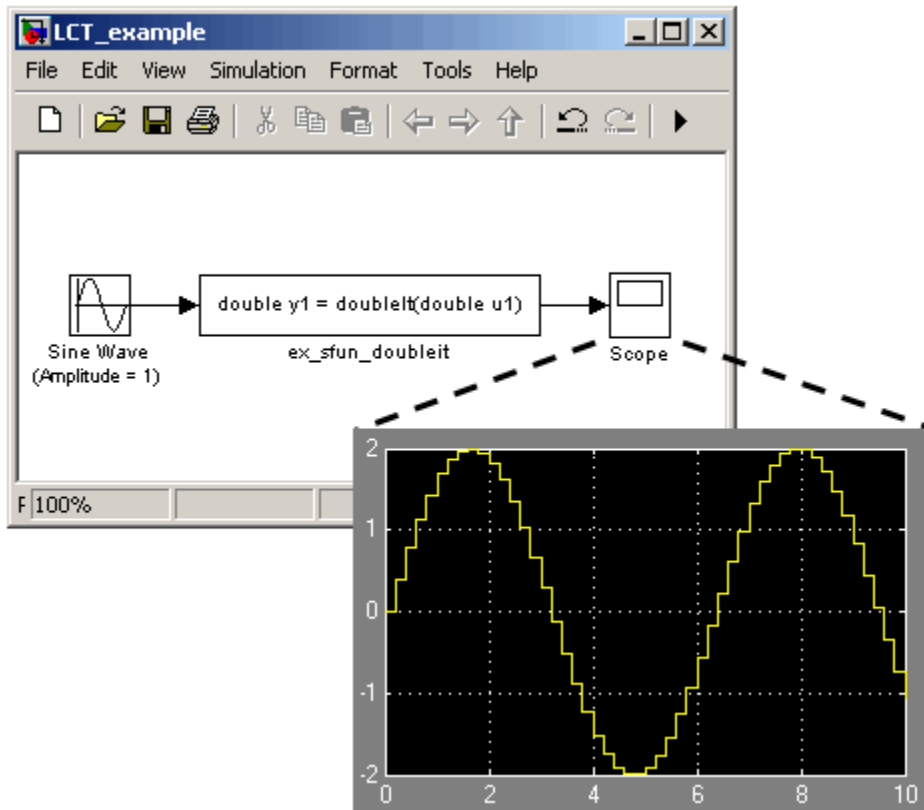 LCT_example
File Edit View Simulation Format Tools Help
double y1 = doubleIt(double u1)
Sine Wave
(Amplitude = 1)
ex_sfun_doubleit
Scope
F 100%
2
1
0
-1
-2
0 2 4 6 8 10